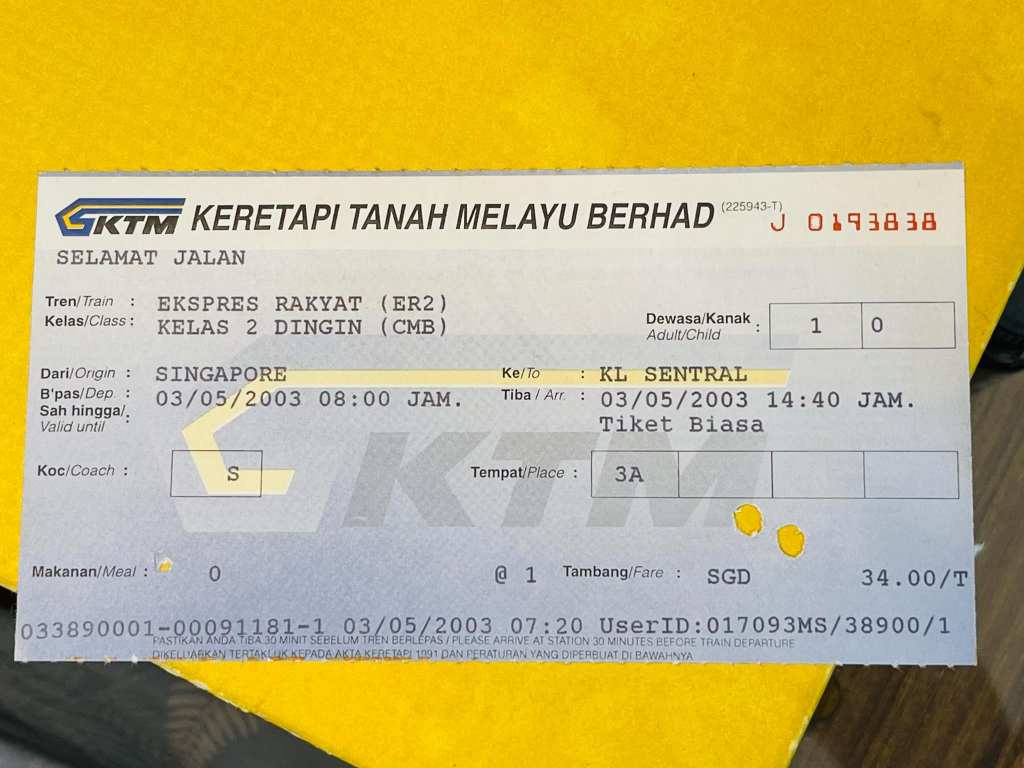 KTM KERETAPI TANAH MELAYU BERHAD (225943-T) J 0193838
SELAMAT JALAN
Tren/Train : EKSPRES RAKYAT (ER2)
Kelas/Class : KELAS 2 DINGIN (CMB)
Dewasa/Kanak : 1 0
Adult/Child
Dari/Origin : SINGAPORE Ke/To : KL SENTRAL
B'pas/Dep. : 03/05/2003 08:00 JAM. Tiba / Arr. : 03/05/2003 14:40 JAM.
Sah hingga/ : Tiket Biasa
Valid until
Koc/Coach : S Tempat/Place : 3A
KTM
Makanan/Meal : 0 @ 1 Tambang/Fare : SGD 34.00/T
033890001-00091181-1 03/05/2003 07:20 UserID:017093MS/38900/1
PASTIKAN ANDA TIBA 30 MINIT SEBELUM TREN BERLEPAS / PLEASE ARRIVE AT STATION 30 MINUTES BEFORE TRAIN DEPARTURE
DIKELUARKAN TERTAKLUK KEPADA AKTA KERETAPI 1991 DAN PERATURAN YANG DIPERBUAT DI BAWAHNYA